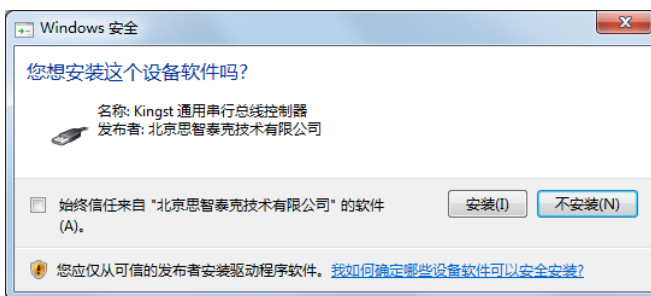 Windows 安全
您想安装这个设备软件吗?
名称: Kingst 通用串行总线控制器
发布者: 北京思智泰克技术有限公司
始终信任来自 "北京思智泰克技术有限公司" 的软件
(A)。
安装(I)
不安装(N)
您应仅从可信的发布者安装驱动程序软件。我如何确定哪些设备软件可以安全安装?